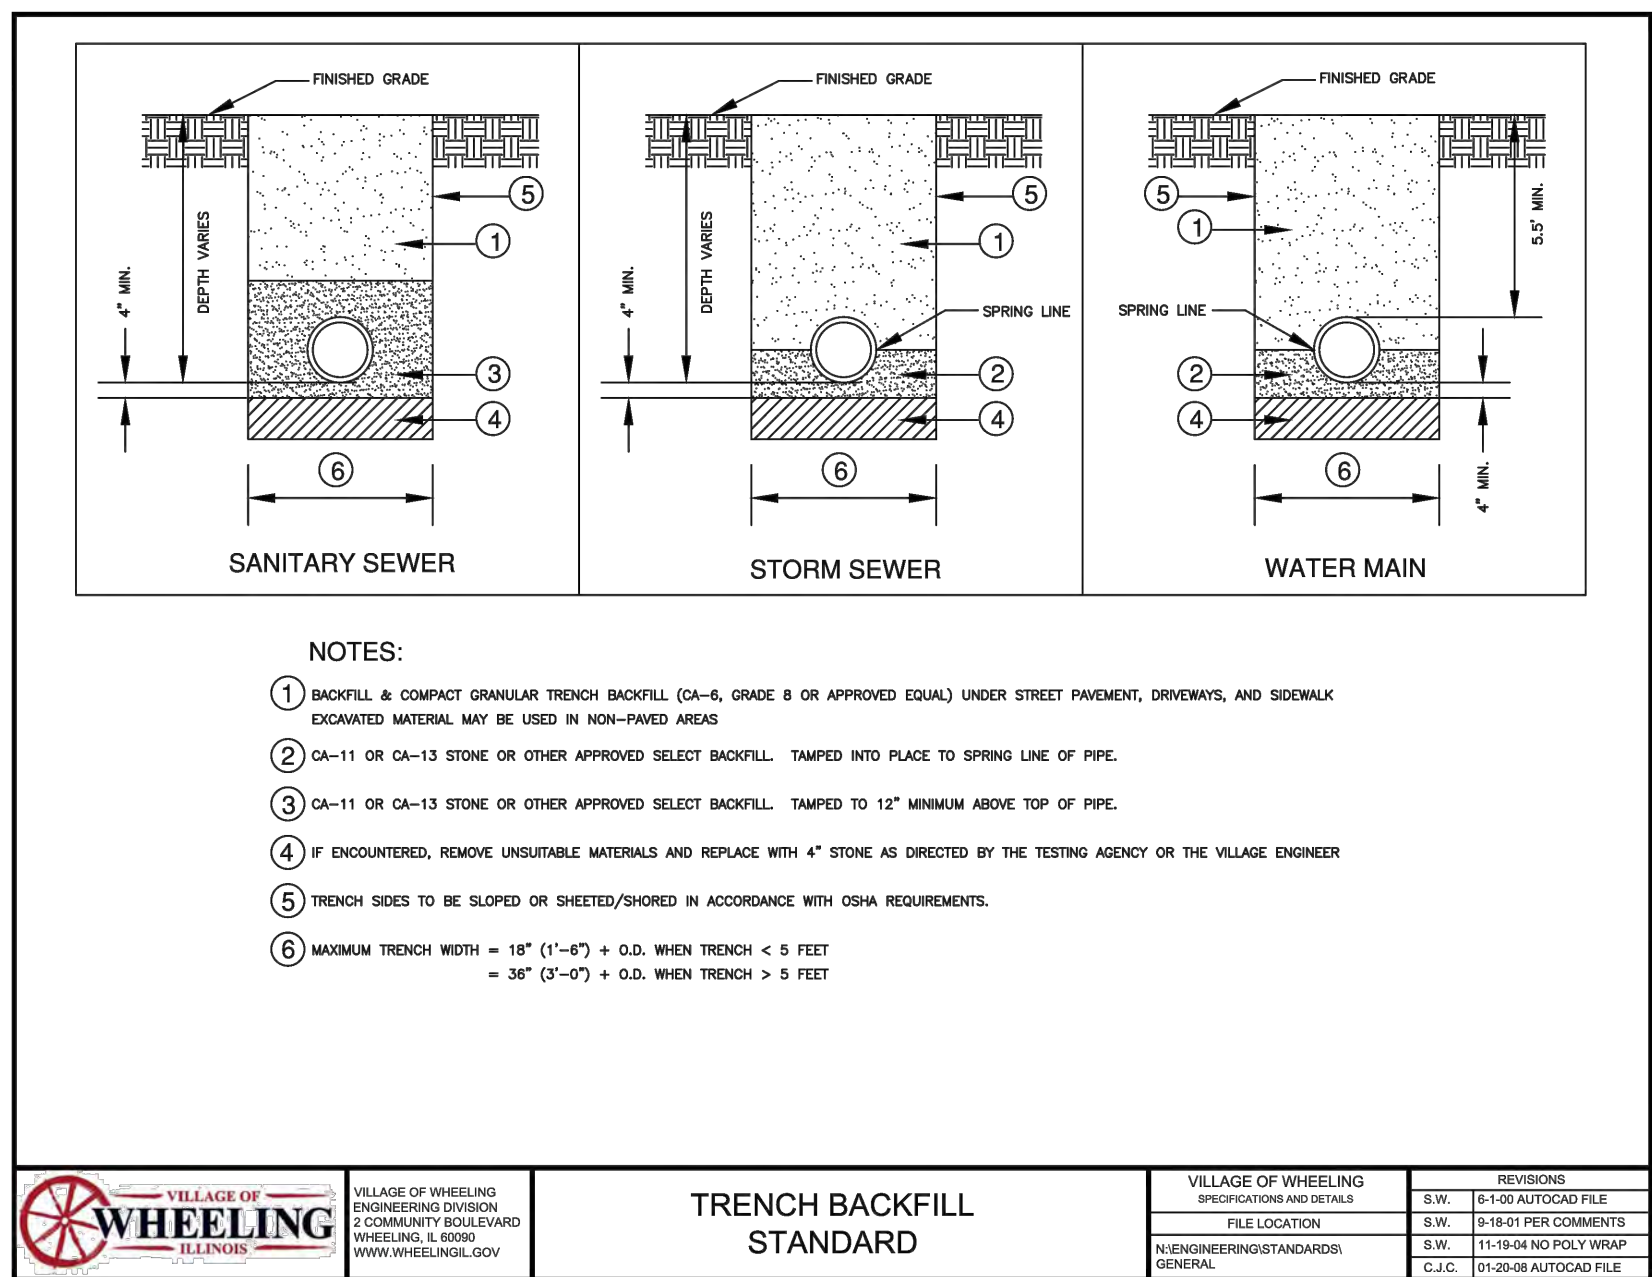 FINISHED GRADE
5
1
DEPTH VARIES
4" MIN.
3
4
6
SANITARY SEWER
FINISHED GRADE
5
1
DEPTH VARIES
4" MIN.
SPRING LINE
2
4
6
STORM SEWER
FINISHED GRADE
5
1
5.5' MIN.
SPRING LINE
2
4
4" MIN.
6
WATER MAIN
NOTES:
1 BACKFILL & COMPACT GRANULAR TRENCH BACKFILL (CA-6, GRADE 8 OR APPROVED EQUAL) UNDER STREET PAVEMENT, DRIVEWAYS, AND SIDEWALK
EXCAVATED MATERIAL MAY BE USED IN NON-PAVED AREAS
2 CA-11 OR CA-13 STONE OR OTHER APPROVED SELECT BACKFILL. TAMPED INTO PLACE TO SPRING LINE OF PIPE.
3 CA-11 OR CA-13 STONE OR OTHER APPROVED SELECT BACKFILL. TAMPED TO 12" MINIMUM ABOVE TOP OF PIPE.
4 IF ENCOUNTERED, REMOVE UNSUITABLE MATERIALS AND REPLACE WITH 4" STONE AS DIRECTED BY THE TESTING AGENCY OR THE VILLAGE ENGINEER
5 TRENCH SIDES TO BE SLOPED OR SHEETED/SHORED IN ACCORDANCE WITH OSHA REQUIREMENTS.
6 MAXIMUM TRENCH WIDTH = 18" (1'-6") + O.D. WHEN TRENCH < 5 FEET
= 36" (3'-0") + O.D. WHEN TRENCH > 5 FEET
VILLAGE OF
WHEELING
ILLINOIS
VILLAGE OF WHEELING
ENGINEERING DIVISION
2 COMMUNITY BOULEVARD
WHEELING, IL 60090
WWW.WHEELINGIL.GOV
TRENCH BACKFILL
STANDARD
VILLAGE OF WHEELING
SPECIFICATIONS AND DETAILS
FILE LOCATION
N:\ENGINEERING\STANDARDS\
GENERAL
REVISIONS
S.W. 6-1-00 AUTOCAD FILE
S.W. 9-18-01 PER COMMENTS
S.W. 11-19-04 NO POLY WRAP
C.J.C. 01-20-08 AUTOCAD FILE